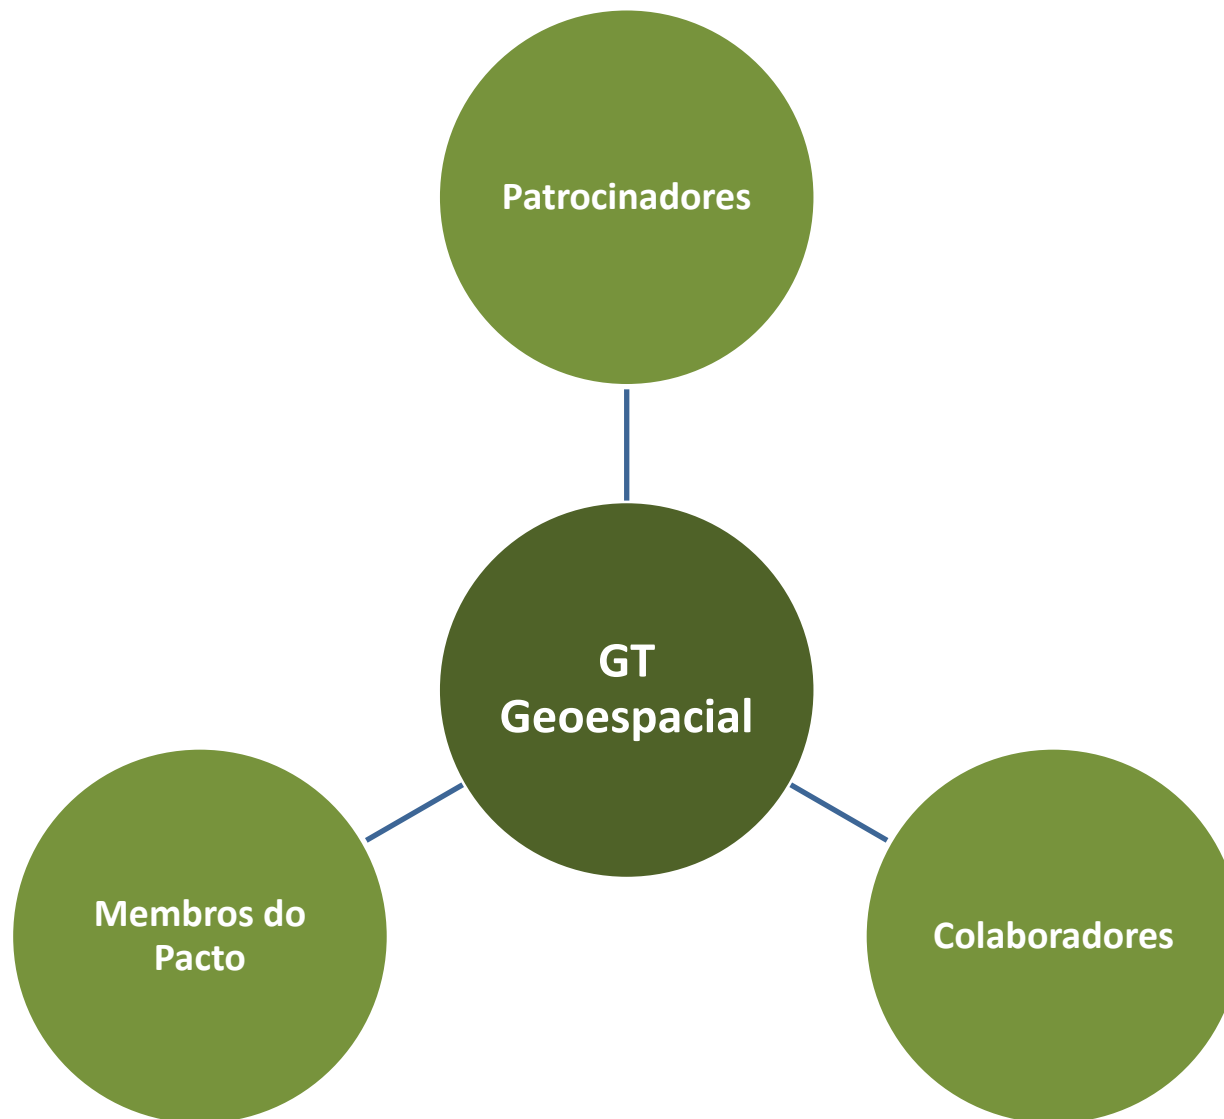 Patrocinadores
GT
Geoespacial
Membros do
Pacto
Colaboradores